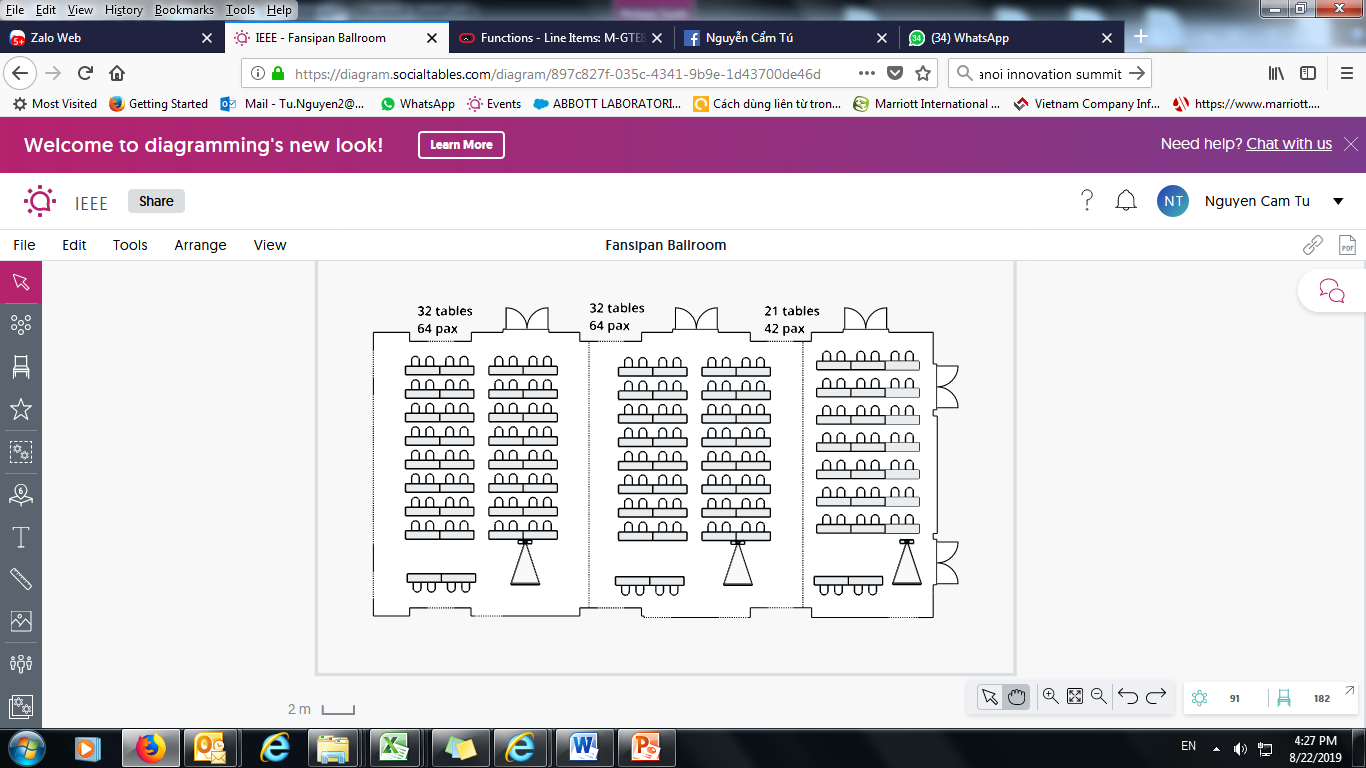 File Edit View History Bookmarks Tools Help
5+ Zalo Web
IEEE - Fansipan Ballroom
Functions - Line Items: M-GTE
Nguyễn Cẩm Tú
34 (34) WhatsApp
https://diagram.socialtables.com/diagram/897c827f-035c-4341-9b9e-1d43700de46d
anoi innovation summit
Most Visited Getting Started Mail - Tu.Nguyen2@... WhatsApp Events ABBOTT LABORATORI... Cách dùng liên từ tron... Marriott International ... Vietnam Company Inf... https://www.marriott....
Welcome to diagramming's new look! Learn More Need help? Chat with us
IEEE Share NT Nguyen Cam Tu
File Edit Tools Arrange View Fansipan Ballroom PDF
32 tables
64 pax
32 tables
64 pax
21 tables
42 pax
6
T
2 m
91 182
EN 4:27 PM
8/22/2019